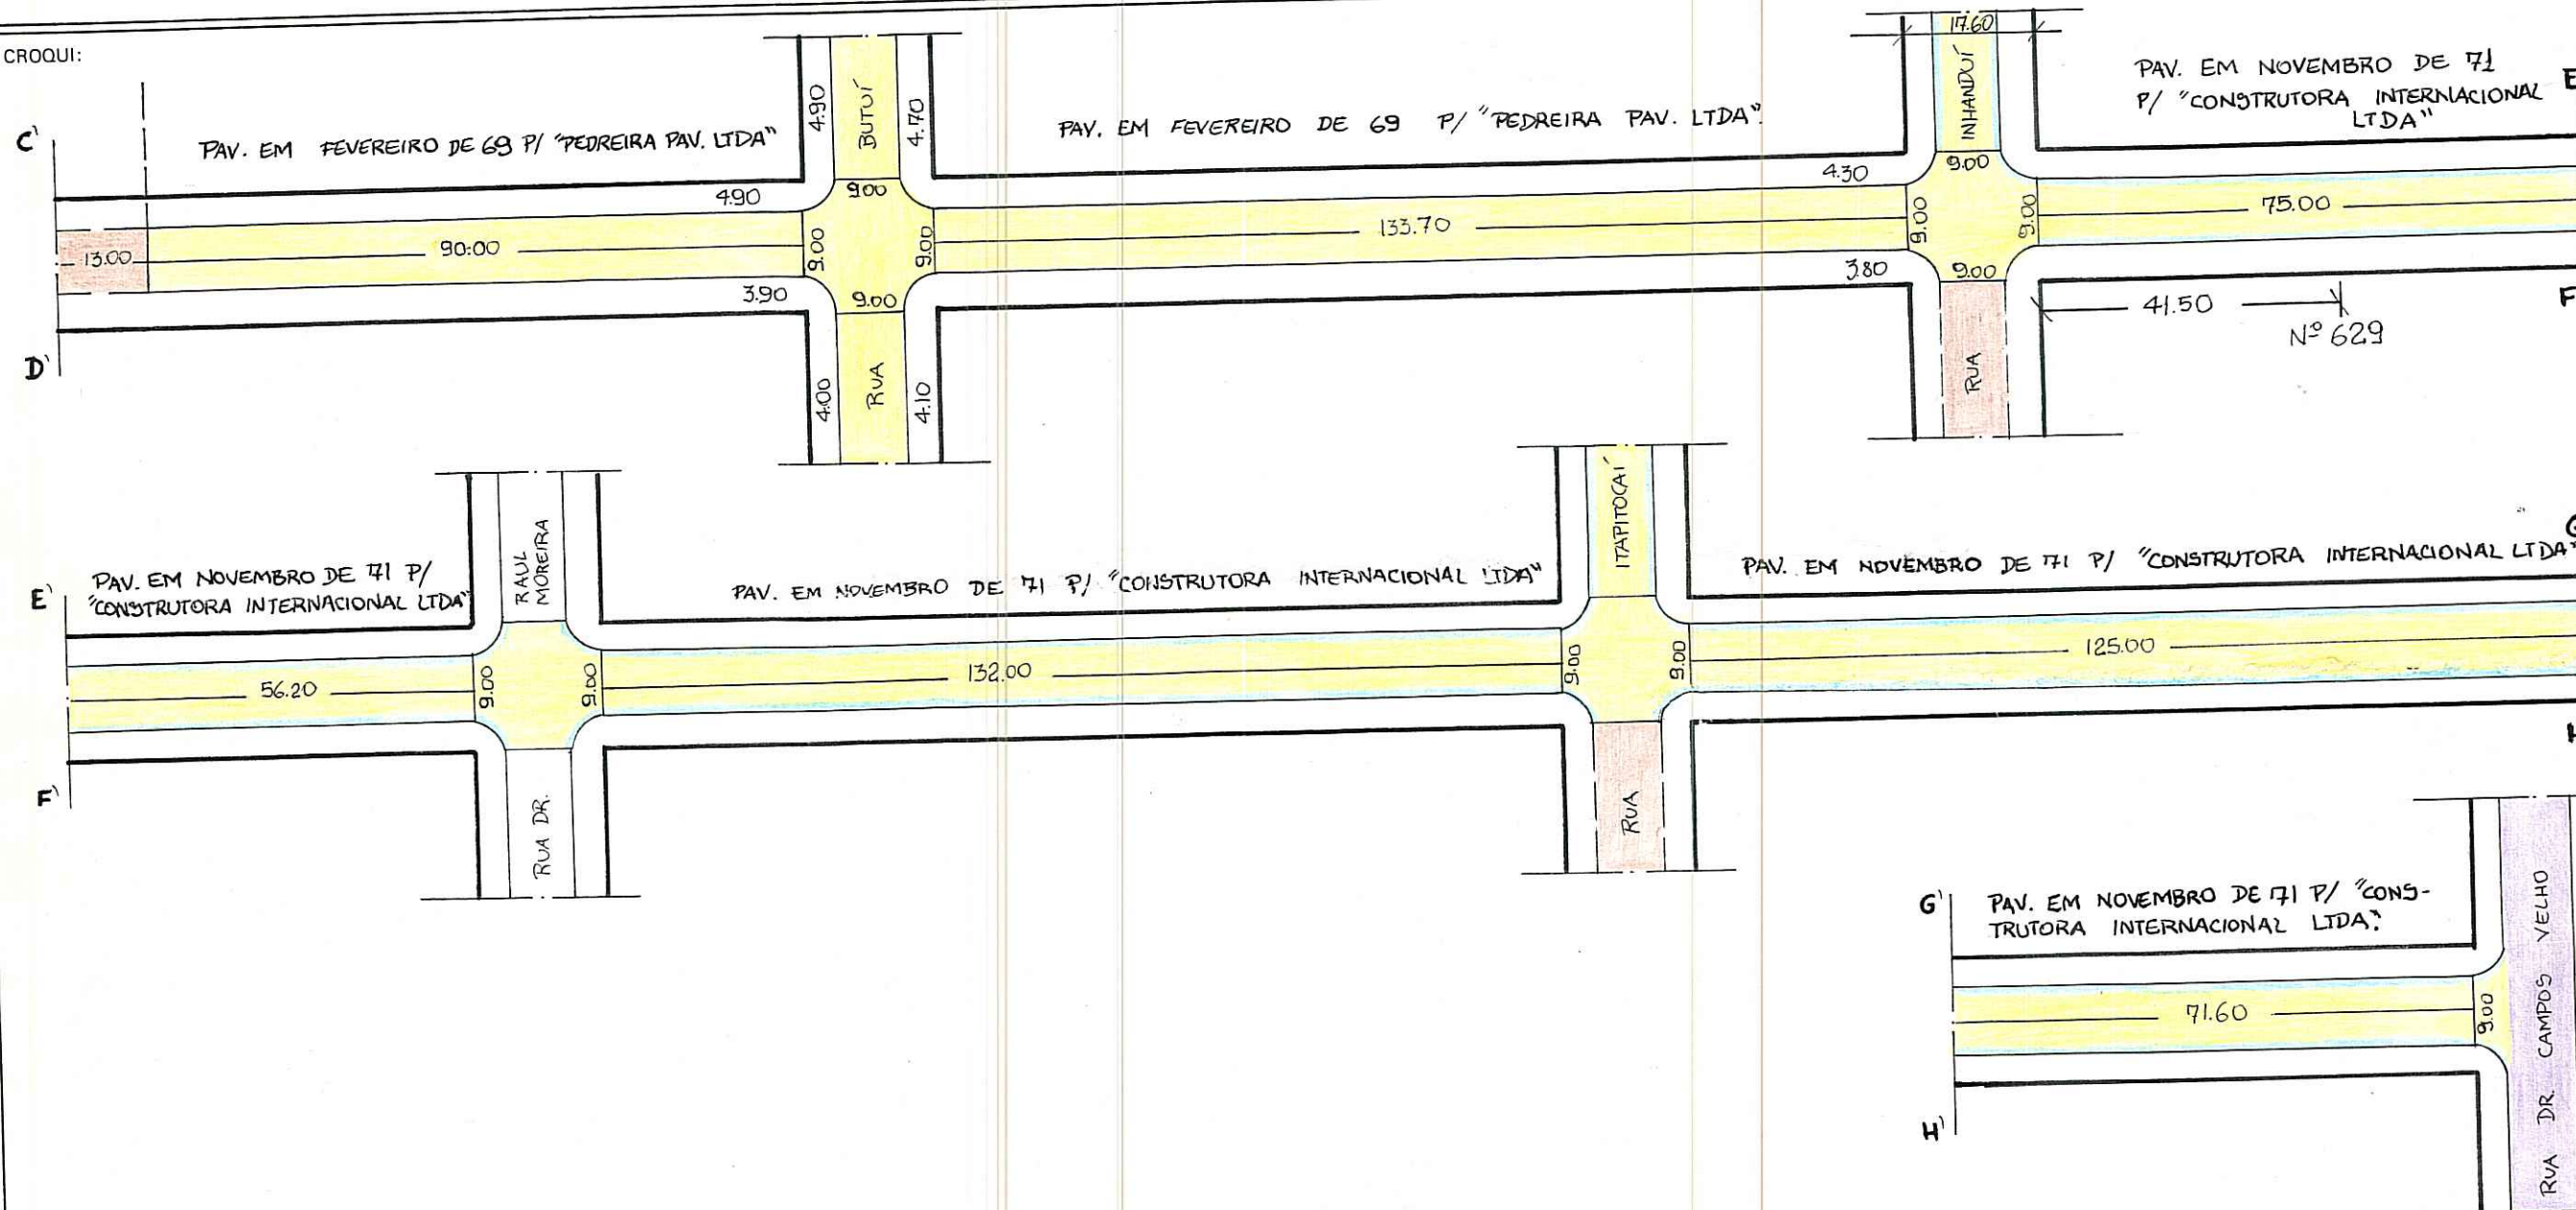 CROQUI:
17.60
PAV. EM NOVEMBRO DE 71
P/ "CONSTRUTORA INTERNACIONAL
LTDA"
E
C'
PAV. EM FEVEREIRO DE 69 P/ "PEDREIRA PAV. LTDA"
4.90
BUTUÍ
4.70
PAV. EM FEVEREIRO DE 69 P/ "PEDREIRA PAV. LTDA".
INHANDUÍ
4.90
9.00
4.30
9.00
13.00
90.00
9.00
9.00
133.70
9.00
9.00
75.00
3.90
9.00
3.80
9.00
41.50
F
Nº 629
D'
4.00
RUA
4.10
RUA
E'
PAV. EM NOVEMBRO DE 71 P/
"CONSTRUTORA INTERNACIONAL LTDA"
RAUL
MOREIRA
PAV. EM NOVEMBRO DE 71 P/ "CONSTRUTORA INTERNACIONAL LTDA"
ITAPITOCAÍ
PAV. EM NOVEMBRO DE 71 P/ "CONSTRUTORA INTERNACIONAL LTDA"
G
56.20
9.00
9.00
132.00
9.00
9.00
125.00
F'
RUA DR.
RUA
H
G'
PAV. EM NOVEMBRO DE 71 P/ "CONS-
TRUTORA INTERNACIONAL LTDA".
71.60
9.00
RUA DR. CAMPOS VELHO
H'